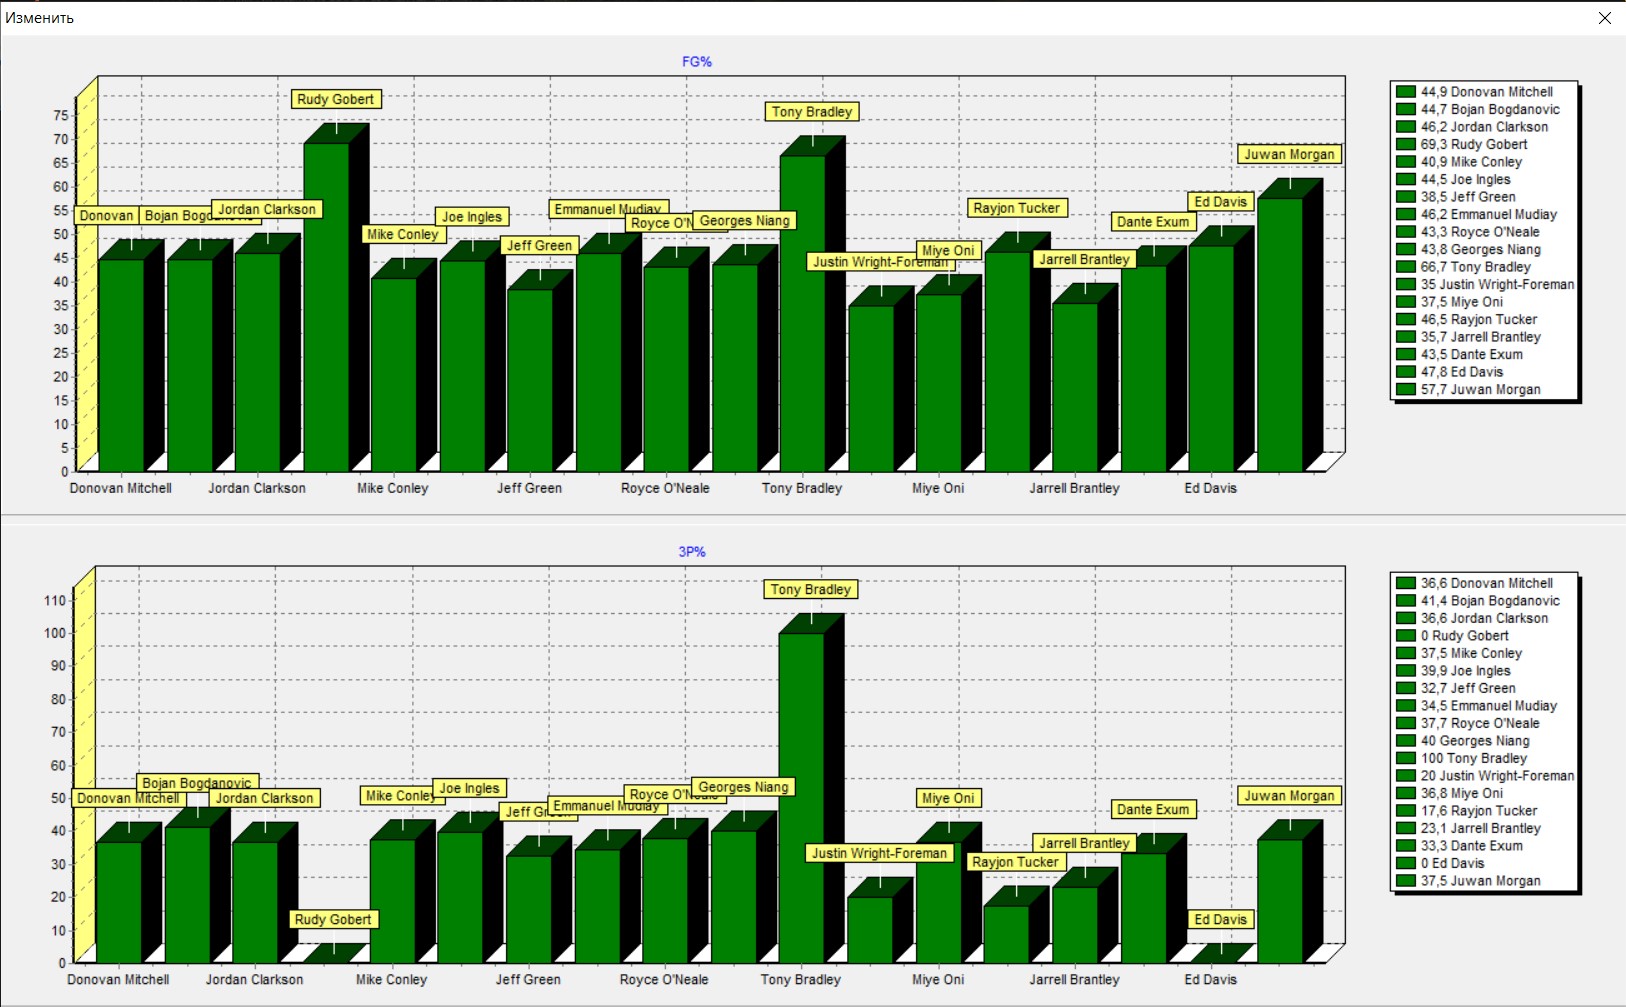 Изменить
FG%
75
70
65
60
55
50
45
40
35
30
25
20
15
10
5
0
Rudy Gobert
Tony Bradley
Juwan Morgan
Donovan
Bojan
Jordan Clarkson
Mike Conley
Joe Ingles
Jeff Green
Emmanuel Mudiay
Royce
Georges Niang
Justin Wright-Foreman
Miye Oni
Rayjon Tucker
Jarrell Brantley
Dante Exum
Ed Davis
Donovan Mitchell
Jordan Clarkson
Mike Conley
Jeff Green
Royce O'Neale
Tony Bradley
Miye Oni
Jarrell Brantley
Ed Davis
44,9 Donovan Mitchell
44,7 Bojan Bogdanovic
46,2 Jordan Clarkson
69,3 Rudy Gobert
40,9 Mike Conley
44,5 Joe Ingles
38,5 Jeff Green
46,2 Emmanuel Mudiay
43,3 Royce O'Neale
43,8 Georges Niang
66,7 Tony Bradley
35 Justin Wright-Foreman
37,5 Miye Oni
46,5 Rayjon Tucker
35,7 Jarrell Brantley
43,5 Dante Exum
47,8 Ed Davis
57,7 Juwan Morgan
3P%
110
100
90
80
70
60
50
40
30
20
10
0
Tony Bradley
Donovan Mitchell
Bojan Bogdanovic
Jordan Clarkson
Rudy Gobert
Mike Conley
Joe Ingles
Jeff
Emmanuel Mudiay
Royce
Georges Niang
Justin Wright-Foreman
Miye Oni
Rayjon Tucker
Jarrell Brantley
Dante Exum
Ed Davis
Juwan Morgan
Donovan Mitchell
Jordan Clarkson
Mike Conley
Jeff Green
Royce O'Neale
Tony Bradley
Miye Oni
Jarrell Brantley
Ed Davis
36,6 Donovan Mitchell
41,4 Bojan Bogdanovic
36,6 Jordan Clarkson
0 Rudy Gobert
37,5 Mike Conley
39,9 Joe Ingles
32,7 Jeff Green
34,5 Emmanuel Mudiay
37,7 Royce O'Neale
40 Georges Niang
100 Tony Bradley
20 Justin Wright-Foreman
36,8 Miye Oni
17,6 Rayjon Tucker
23,1 Jarrell Brantley
33,3 Dante Exum
0 Ed Davis
37,5 Juwan Morgan